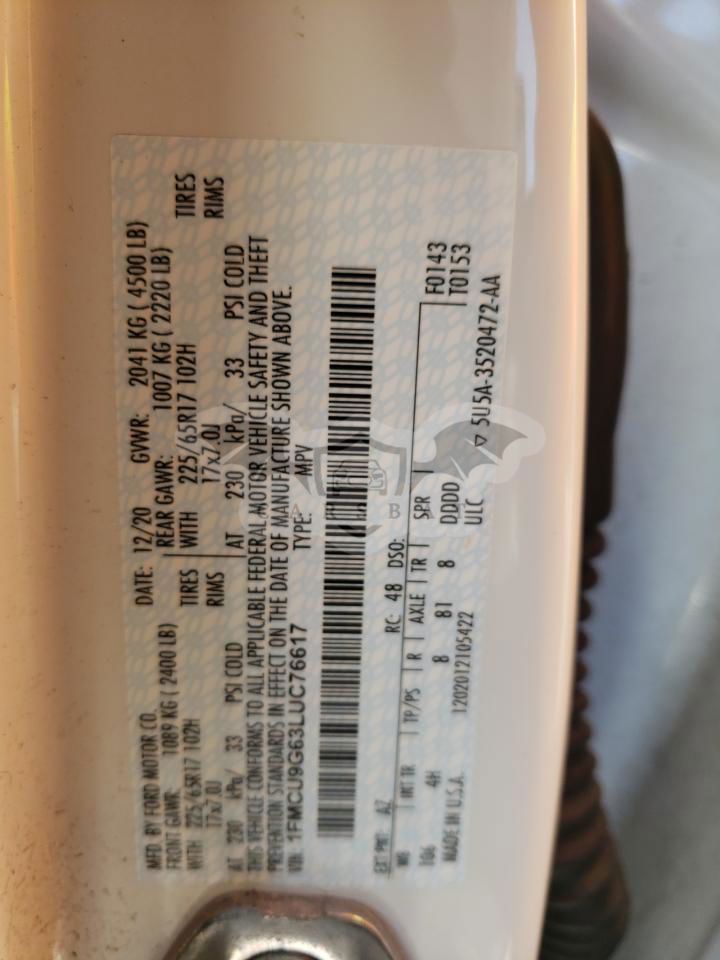 MFD. BY FORD MOTOR CO. DATE: 12/20 GVWR: 2041 KG ( 4500 LB)
FRONT GAWR: 1089 KG ( 2400 LB) REAR GAWR: 1007 KG ( 2220 LB)
WITH 225/65R17 102H TIRES WITH 225/65R17 102H TIRES
17x7.0J RIMS 17x7.0J RIMS
AT 230 kPa/ 33 PSI COLD AT 230 kPa/ 33 PSI COLD
THIS VEHICLE CONFORMS TO ALL APPLICABLE FEDERAL MOTOR VEHICLE SAFETY AND THEFT
PREVENTION STANDARDS IN EFFECT ON THE DATE OF MANUFACTURE SHOWN ABOVE.
VIN: 1FMCU9G63LUC76617 TYPE: MPV
EXT PNT: AZ RC: 48 DSO:
WB INT TR TP/PS R AXLE TR SPR F0143
106 4H 8 81 8 DDDD T0153
MADE IN U.S.A. 1202012105422 ULC
5U5A-3520472-AA